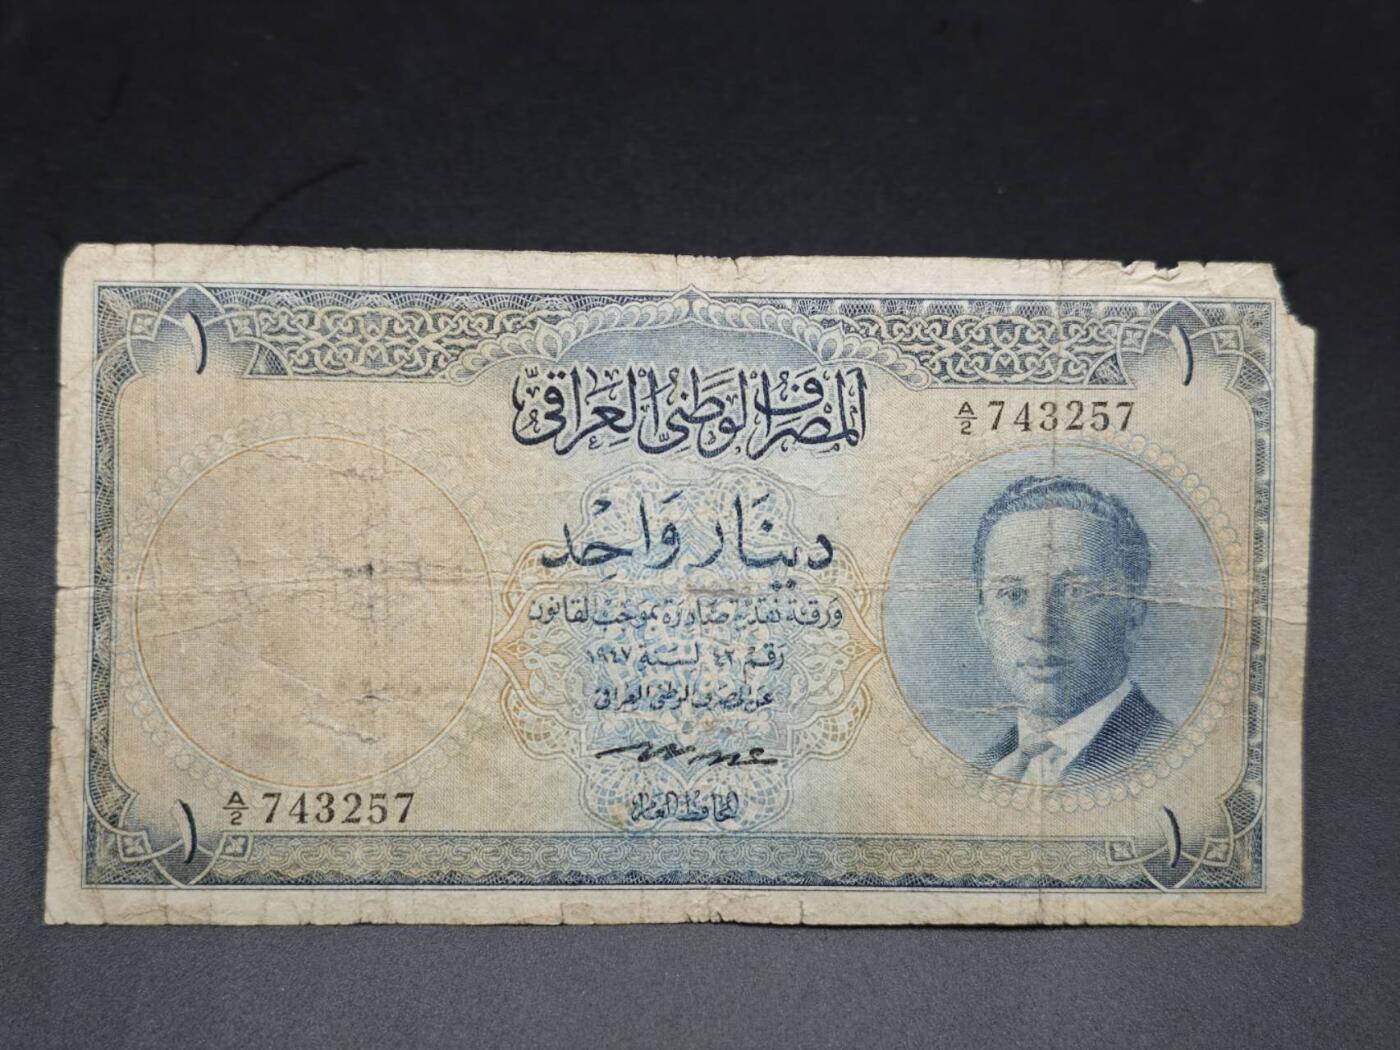 ١ ١
المصرف الوطني العراقي
A/2 743257
دينار واحد
ورقة نقدية صادرة بموجب القانون
رقم ٤٢ لسنة ١٩٤٧
عن المصرف الوطني العراقي
المحافظ العام
A/2 743257
١ ١